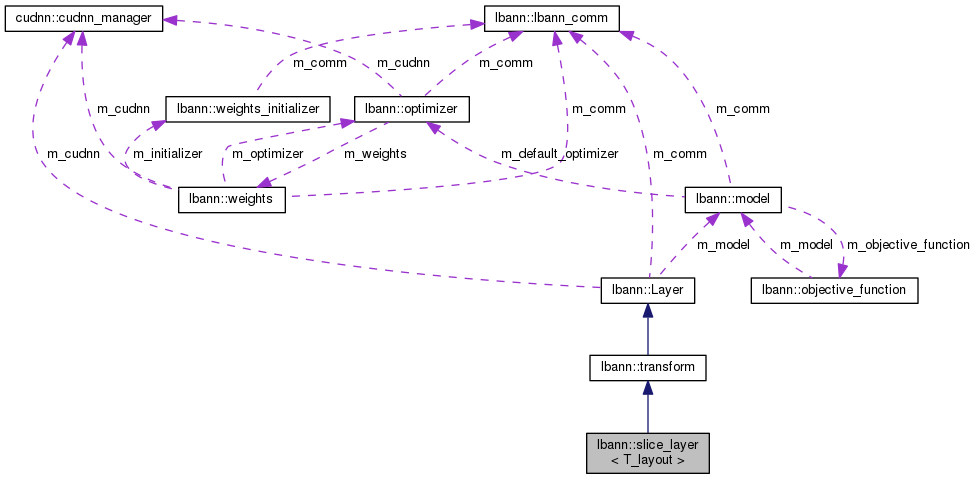 cudnn::cudnn_manager
lbann::lbann_comm
m_comm
m_cudnn
m_comm
lbann::weights_initializer
lbann::optimizer
m_cudnn
m_comm
m_comm
m_cudnn
m_initializer
m_optimizer
m_weights
m_default_optimizer
m_comm
lbann::weights
lbann::model
m_model
m_model
m_objective_function
lbann::Layer
lbann::objective_function
lbann::transform
lbann::slice_layer
< T_layout >